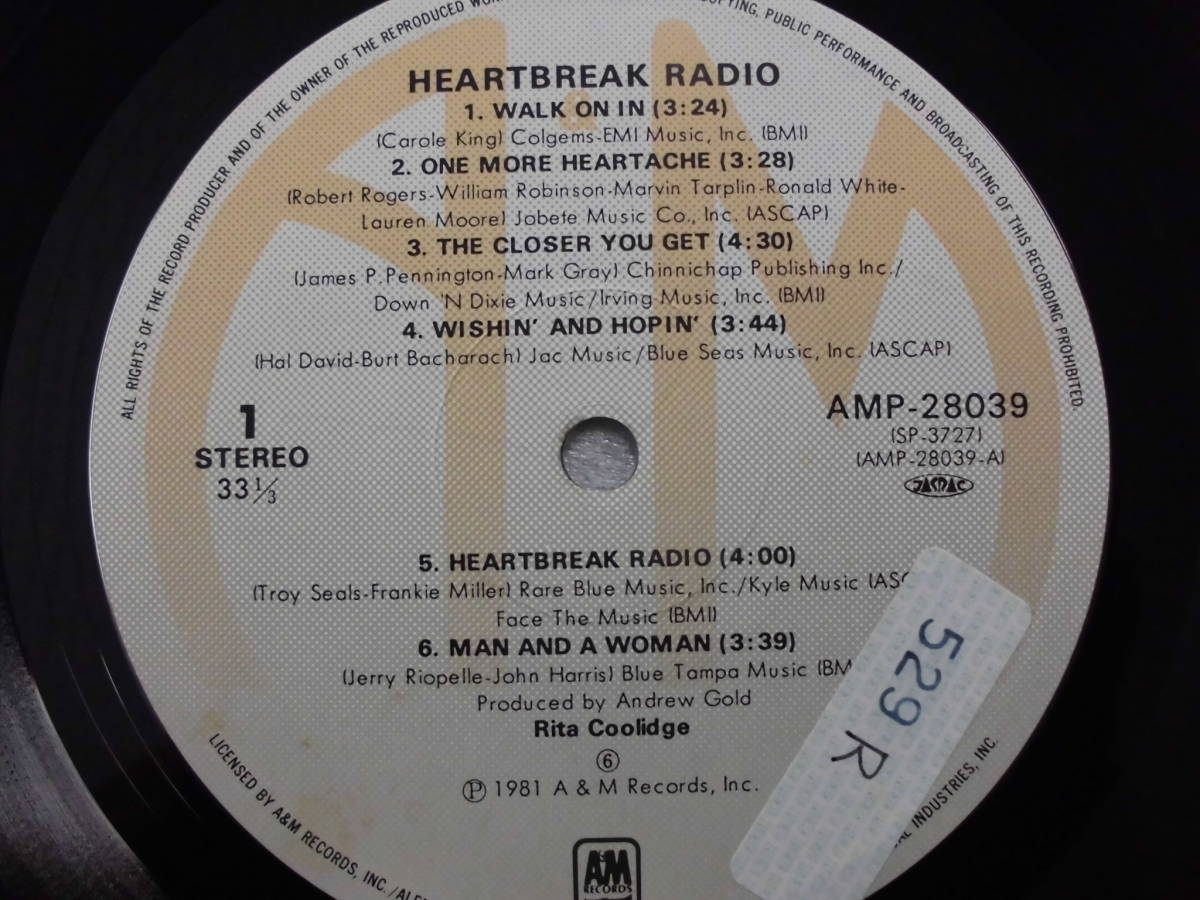 ALL RIGHTS OF THE RECORD PRODUCER AND OF THE OWNER OF THE REPRODUCED
PUBLIC PERFORMANCE AND BROADCASTING OF THIS RECORDING PROHIBITED.
HEARTBREAK RADIO
1. WALK ON IN (3:24)
(Carole King) Colgems-EMI Music, Inc. (BMI)
2. ONE MORE HEARTACHE (3:28)
(Robert Rogers-William Robinson-Marvin Tarplin-Ronald White-
Lauren Moore) Jobete Music Co., Inc. (ASCAP)
3. THE CLOSER YOU GET (4:30)
(James P. Pennington-Mark Gray) Chinnichap Publishing Inc./
Down 'N Dixie Music/Irving Music, Inc. (BMI)
4. WISHIN' AND HOPIN' (3:44)
(Hal David-Burt Bacharach) Jac Music/Blue Seas Music, Inc. (ASCAP)
1
STEREO
33 1/3
AMP-28039
(SP-3727)
(AMP-28039-A)
JASRAC
5. HEARTBREAK RADIO (4:00)
(Troy Seals-Frankie Miller) Rare Blue Music, Inc./Kyle Music
Face The Music (BMI)
6. MAN AND A WOMAN (3:39)
(Jerry Riopelle-John Harris) Blue Tampa Music
Produced by Andrew Gold
Rita Coolidge
6
Ⓟ 1981 A & M Records, Inc.
529 R
LICENSED BY A&M RECORDS, INC.
INDUSTRIES, INC.
A&M
RECORDS